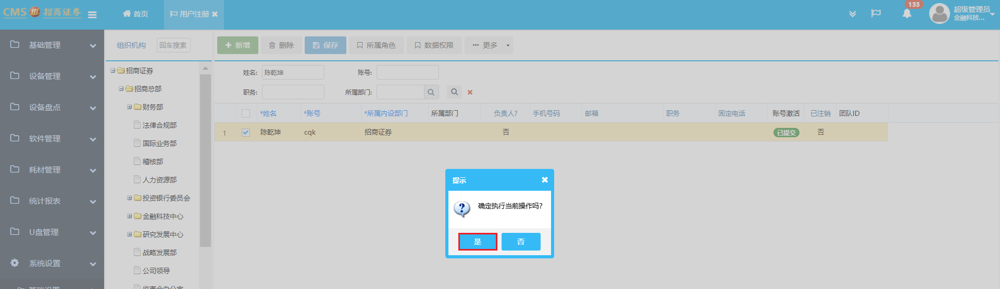 CMS 招商证券
首页
用户注册
133
超级管理员
金融科技...
基础管理
设备管理
设备盘点
软件管理
耗材管理
统计报表
U盘管理
系统设置
基础设置
组织机构
回车搜索
招商证券
招商总部
财务部
法律合规部
国际业务部
稽核部
人力资源部
投资银行委员会
金融科技中心
研究发展中心
战略发展部
公司领导
监事会办公室
新增
删除
保存
所属角色
数据权限
更多
姓名: 陈乾坤
账号:
职务:
所属部门:
*姓名 *账号 *所属内设部门 所属部门 负责人? 手机号码 邮箱 职务 固定电话 账号激活 已注销 团队ID
1 陈乾坤 cqk 招商证券 否 已提交 否
提示
确定执行当前操作吗?
是 否